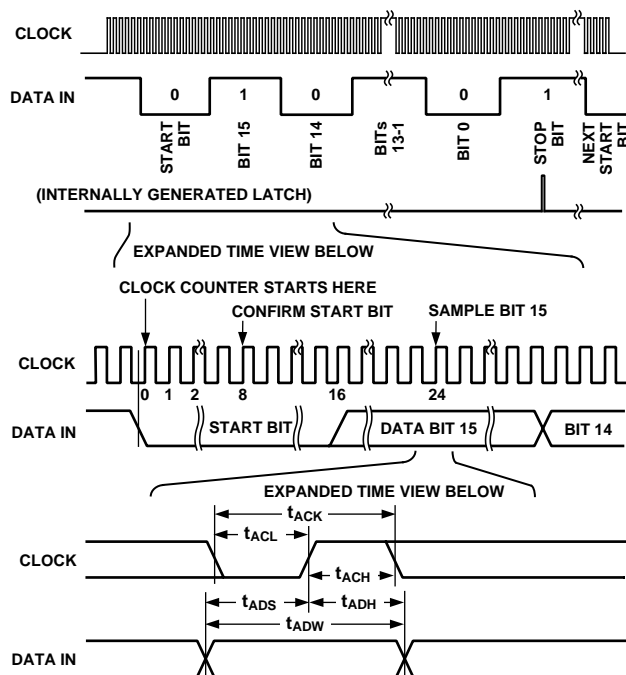 CLOCK
DATA IN
0 1 0 0 1
START BIT
BIT 15
BIT 14
BITs 13-1
BIT 0
STOP BIT
NEXT START BIT
(INTERNALLY GENERATED LATCH)
EXPANDED TIME VIEW BELOW
CLOCK COUNTER STARTS HERE
CONFIRM START BIT
SAMPLE BIT 15
CLOCK
0 1 2 8 16 24
DATA IN
START BIT
DATA BIT 15
BIT 14
EXPANDED TIME VIEW BELOW
tACK
tACL
CLOCK
tACH
tADS
tADH
tADW
DATA IN